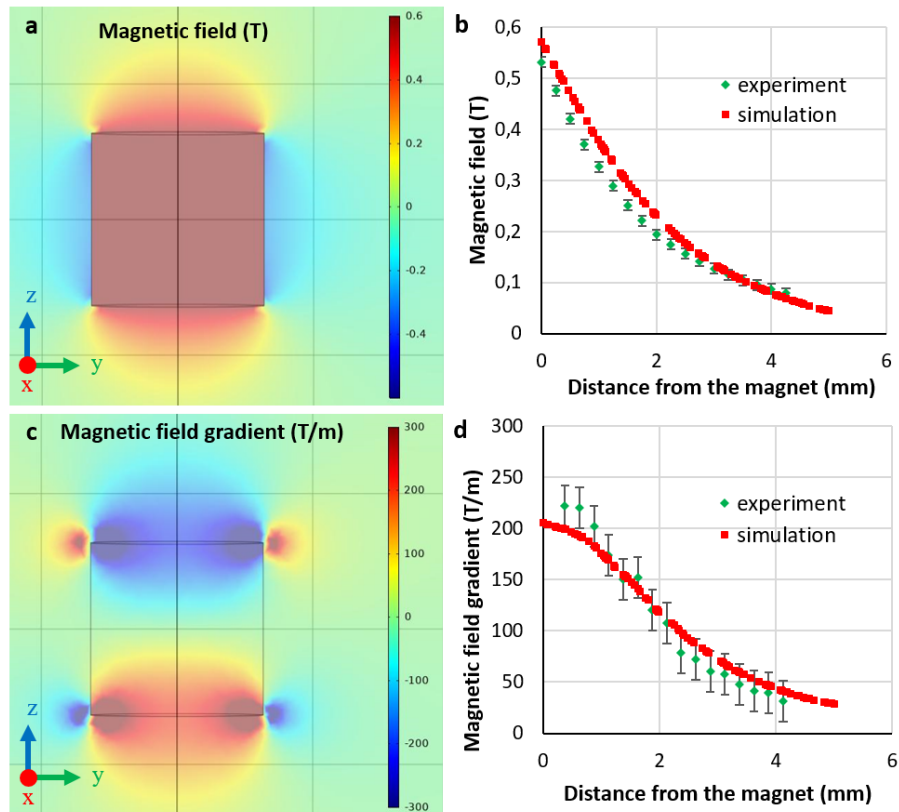 a
Magnetic field (T)
0.6
0.4
0.2
0
-0.2
-0.4
z
y
x
b
0,6
0,5
0,4
0,3
0,2
0,1
0
Magnetic field (T)
experiment
simulation
0
2
4
6
Distance from the magnet (mm)
c
Magnetic field gradient (T/m)
300
200
100
0
-100
-200
-300
z
y
x
d
300
250
200
150
100
50
0
Magnetic field gradient (T/m)
experiment
simulation
0
2
4
6
Distance from the magnet (mm)